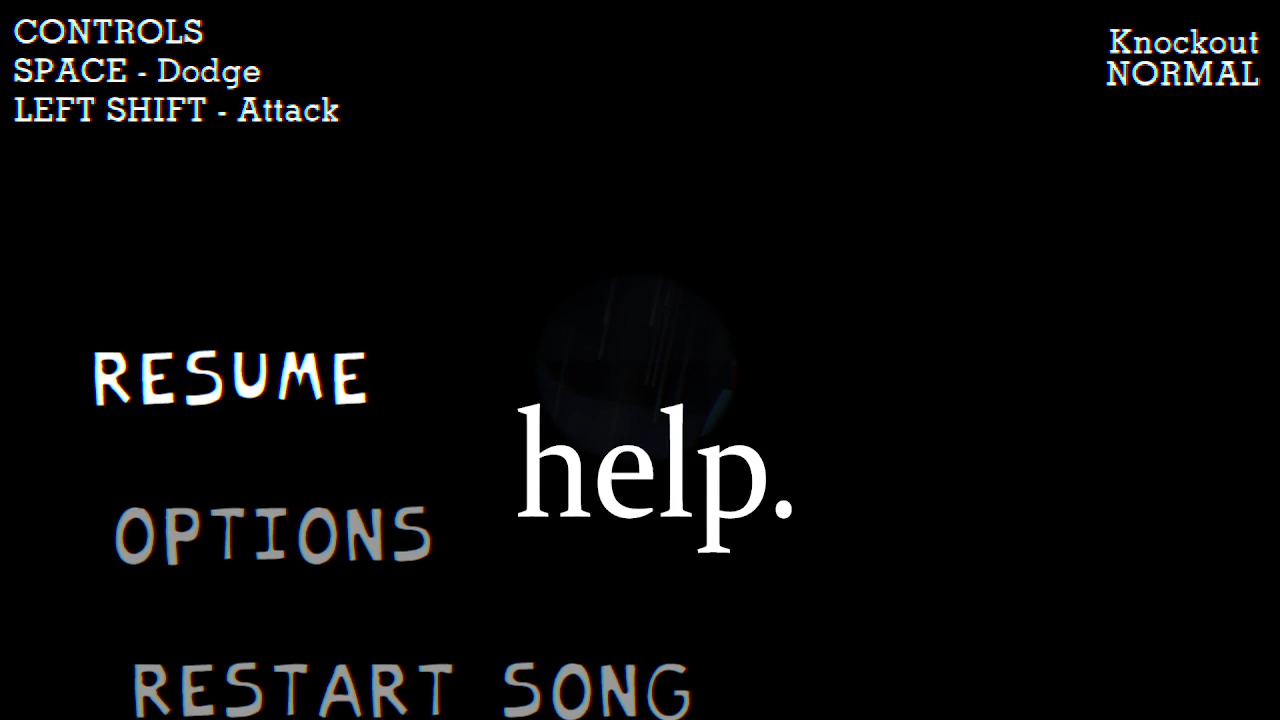 CONTROLS
SPACE - Dodge
LEFT SHIFT - Attack
Knockout
NORMAL
RESUME
help.
OPTIONS
RESTART SONG